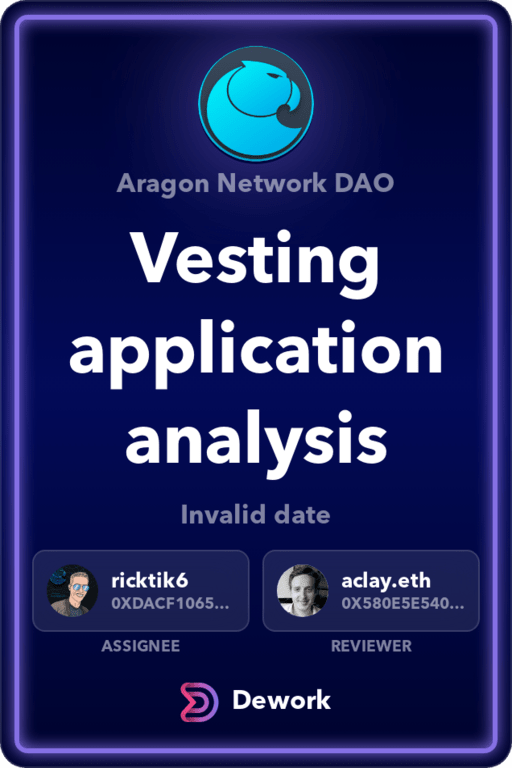 Aragon Network DAO
Vesting
application
analysis
Invalid date
ricktik6
0XDACF1065...
aclay.eth
0X580E5E540...
ASSIGNEE
REVIEWER
Dework